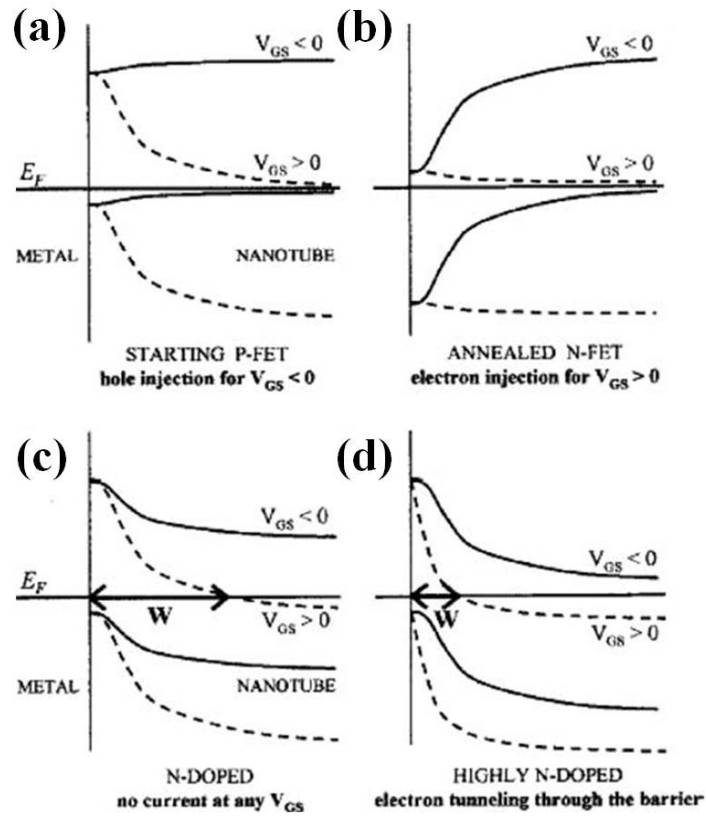 (a)
V_GS < 0
V_GS > 0
E_F
METAL
NANOTUBE
STARTING P-FET
hole injection for V_GS < 0
(b)
V_GS < 0
V_GS > 0
ANNEALED N-FET
electron injection for V_GS > 0
(c)
V_GS < 0
E_F
W
V_GS > 0
METAL
NANOTUBE
N-DOPED
no current at any V_GS
(d)
V_GS < 0
W
V_GS > 0
HIGHLY N-DOPED
electron tunneling through the barrier